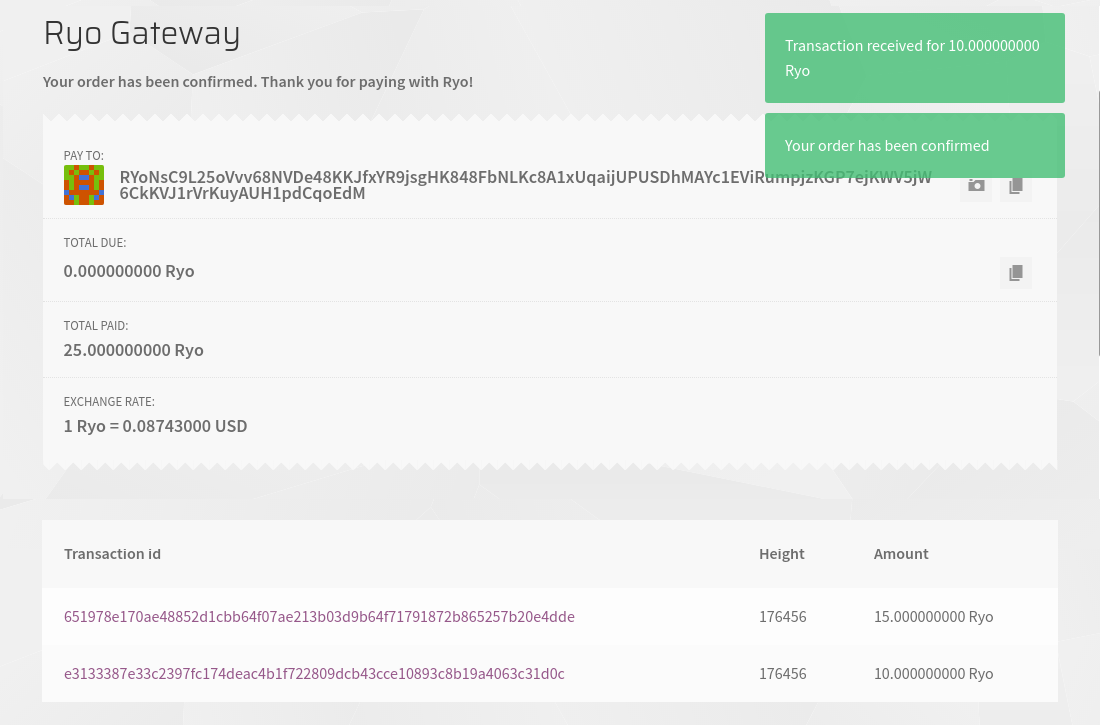 Ryo Gateway
Your order has been confirmed. Thank you for paying with Ryo!
Transaction received for 10.000000000
Ryo
Your order has been confirmed
PAY TO:
RYoNsC9L25oVvv68NVDe48KKJfxYR9jsgHK848FbNLKc8A1xUqaijUPUSDhMAYc1EViRumpjzKGP7ejKWV5jW
6CkKVJ1rVrKuyAUH1pdCqoEdM
TOTAL DUE:
0.000000000 Ryo
TOTAL PAID:
25.000000000 Ryo
EXCHANGE RATE:
1 Ryo = 0.08743000 USD
Transaction id Height Amount
651978e170ae48852d1cbb64f07ae213b03d9b64f71791872b865257b20e4dde 176456 15.000000000 Ryo
e3133387e33c2397fc174deac4b1f722809dcb43cce10893c8b19a4063c31d0c 176456 10.000000000 Ryo